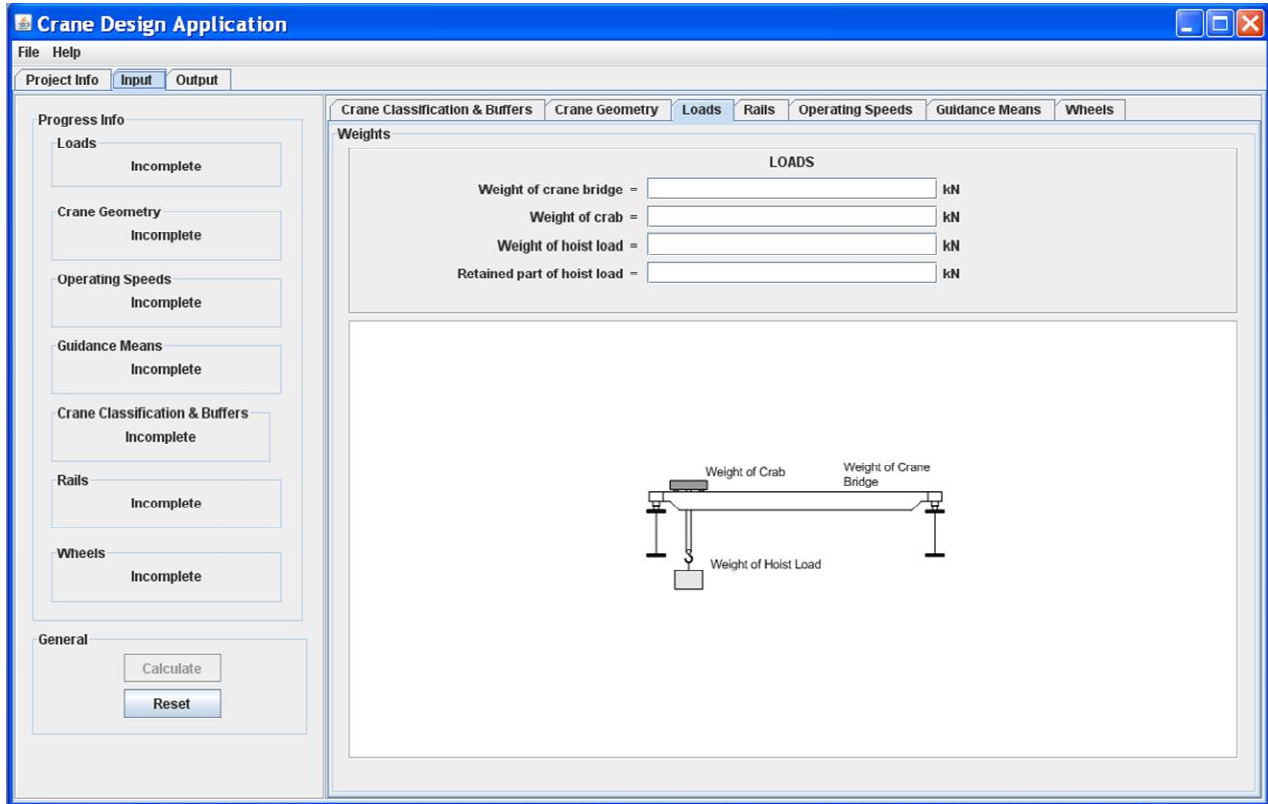 Crane Design Application
File Help
Project Info Input Output
Progress Info
Loads
Incomplete
Crane Geometry
Incomplete
Operating Speeds
Incomplete
Guidance Means
Incomplete
Crane Classification & Buffers
Incomplete
Rails
Incomplete
Wheels
Incomplete
General
Calculate
Reset
Crane Classification & Buffers Crane Geometry Loads Rails Operating Speeds Guidance Means Wheels
Weights
LOADS
Weight of crane bridge = kN
Weight of crab = kN
Weight of hoist load = kN
Retained part of hoist load = kN
Weight of Crab
Weight of Crane
Bridge
Weight of Hoist Load